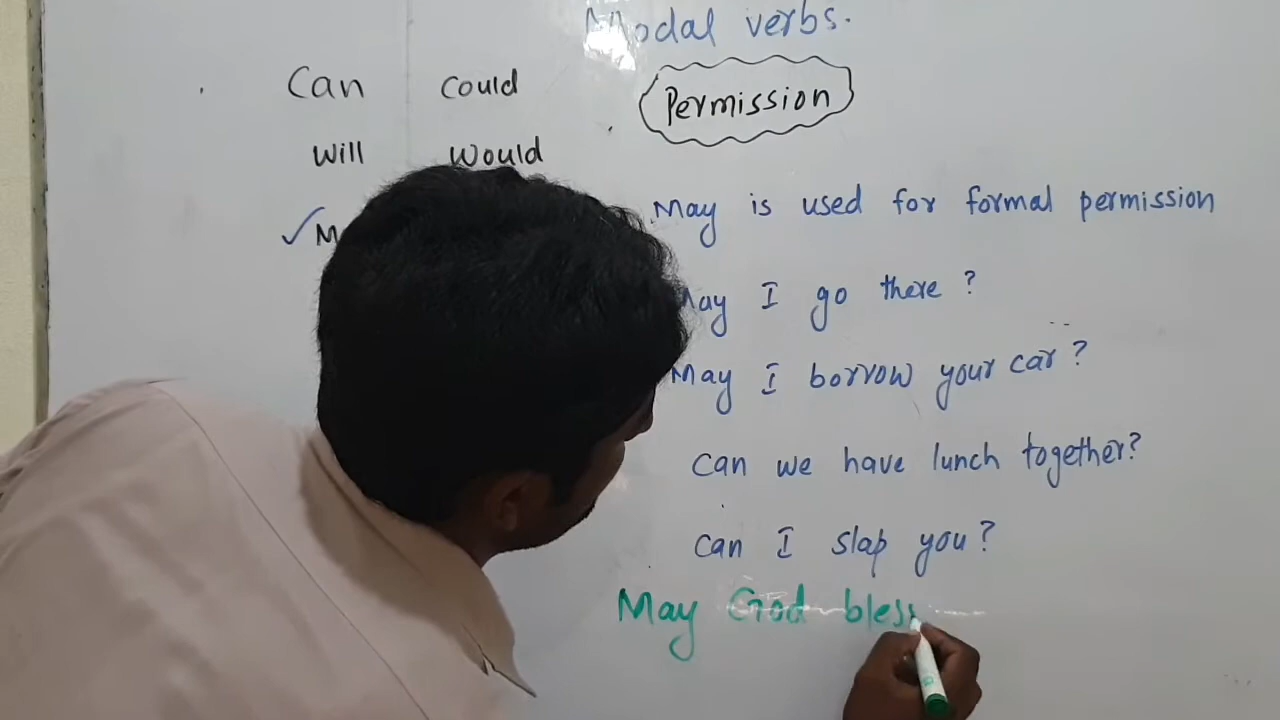 Modal verbs.
Can could
Permission
will would
May is used for formal permission
May I go there ?
May I borrow your car ?
can we have lunch together?
can I slap you ?
May God bless